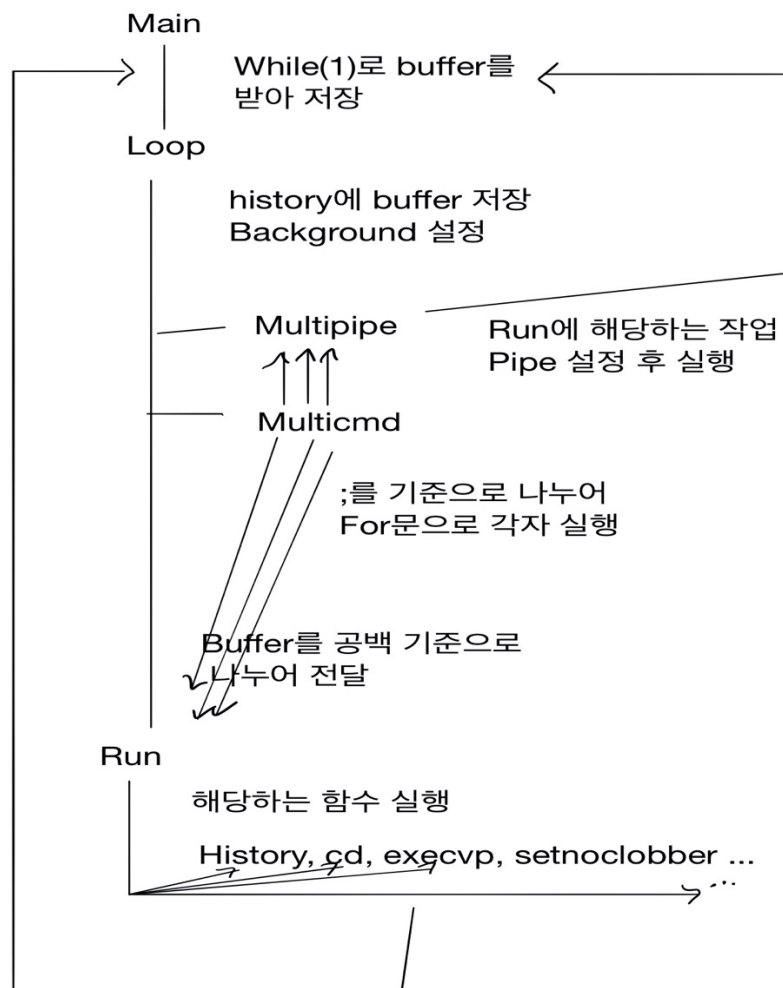 Main
While(1)로 buffer를
받아 저장
Loop
history에 buffer 저장
Background 설정
Multipipe
Run에 해당하는 작업
Pipe 설정 후 실행
Multicmd
;를 기준으로 나누어
For문으로 각자 실행
Buffer를 공백 기준으로
나누어 전달
Run
해당하는 함수 실행
History, cd, execvp, setnoclobber ...
...